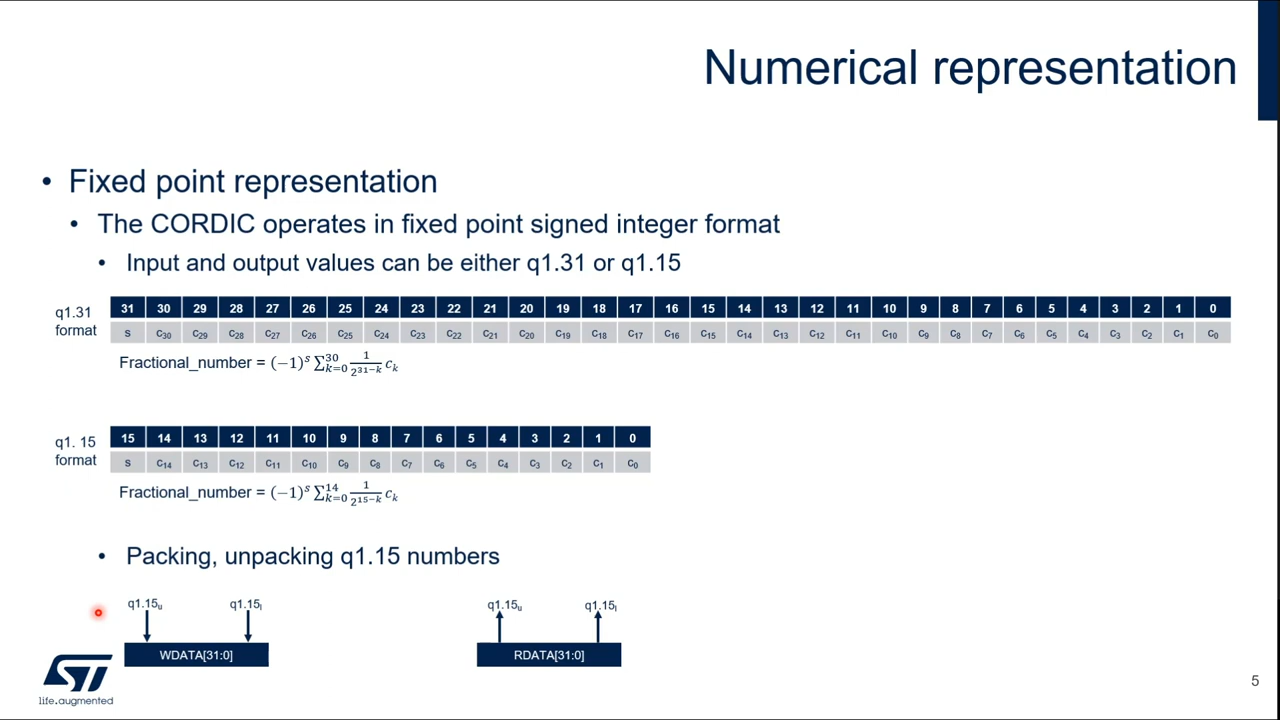 Numerical representation
• Fixed point representation
• The CORDIC operates in fixed point signed integer format
• Input and output values can be either q1.31 or q1.15
q1.31 format
31 30 29 28 27 26 25 24 23 22 21 20 19 18 17 16 15 14 13 12 11 10 9 8 7 6 5 4 3 2 1 0
s c₃₀ c₂₉ c₂₈ c₂₇ c₂₆ c₂₅ c₂₄ c₂₃ c₂₂ c₂₁ c₂₀ c₁₉ c₁₈ c₁₇ c₁₆ c₁₅ c₁₄ c₁₃ c₁₂ c₁₁ c₁₀ c₉ c₈ c₇ c₆ c₅ c₄ c₃ c₂ c₁ c₀
Fractional_number = $(-1)^s \sum_{k=0}^{30} \frac{1}{2^{31-k}} c_k$
q1. 15 format
15 14 13 12 11 10 9 8 7 6 5 4 3 2 1 0
s c₁₄ c₁₃ c₁₂ c₁₁ c₁₀ c₉ c₈ c₇ c₆ c₅ c₄ c₃ c₂ c₁ c₀
Fractional_number = $(-1)^s \sum_{k=0}^{14} \frac{1}{2^{15-k}} c_k$
• Packing, unpacking q1.15 numbers
q1.15ᵤ q1.15ₗ q1.15ᵤ q1.15ₗ
WDATA[31:0] RDATA[31:0]
ST
life.augmented
5